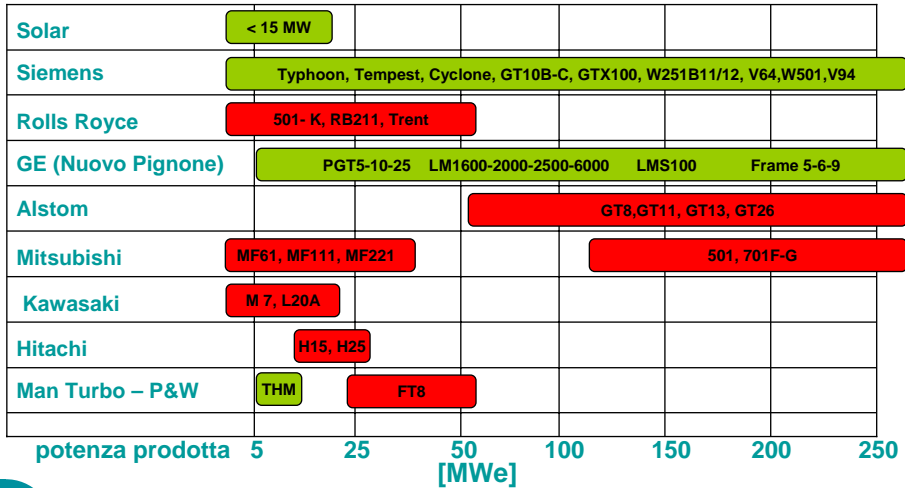 Solar < 15 MW
Siemens Typhoon, Tempest, Cyclone, GT10B-C, GTX100, W251B11/12, V64,W501,V94
Rolls Royce 501- K, RB211, Trent
GE (Nuovo Pignone) PGT5-10-25 LM1600-2000-2500-6000 LMS100 Frame 5-6-9
Alstom GT8,GT11, GT13, GT26
Mitsubishi MF61, MF111, MF221 501, 701F-G
Kawasaki M 7, L20A
Hitachi H15, H25
Man Turbo – P&W THM FT8
potenza prodotta 5 25 50 100 150 200 250
[MWe]